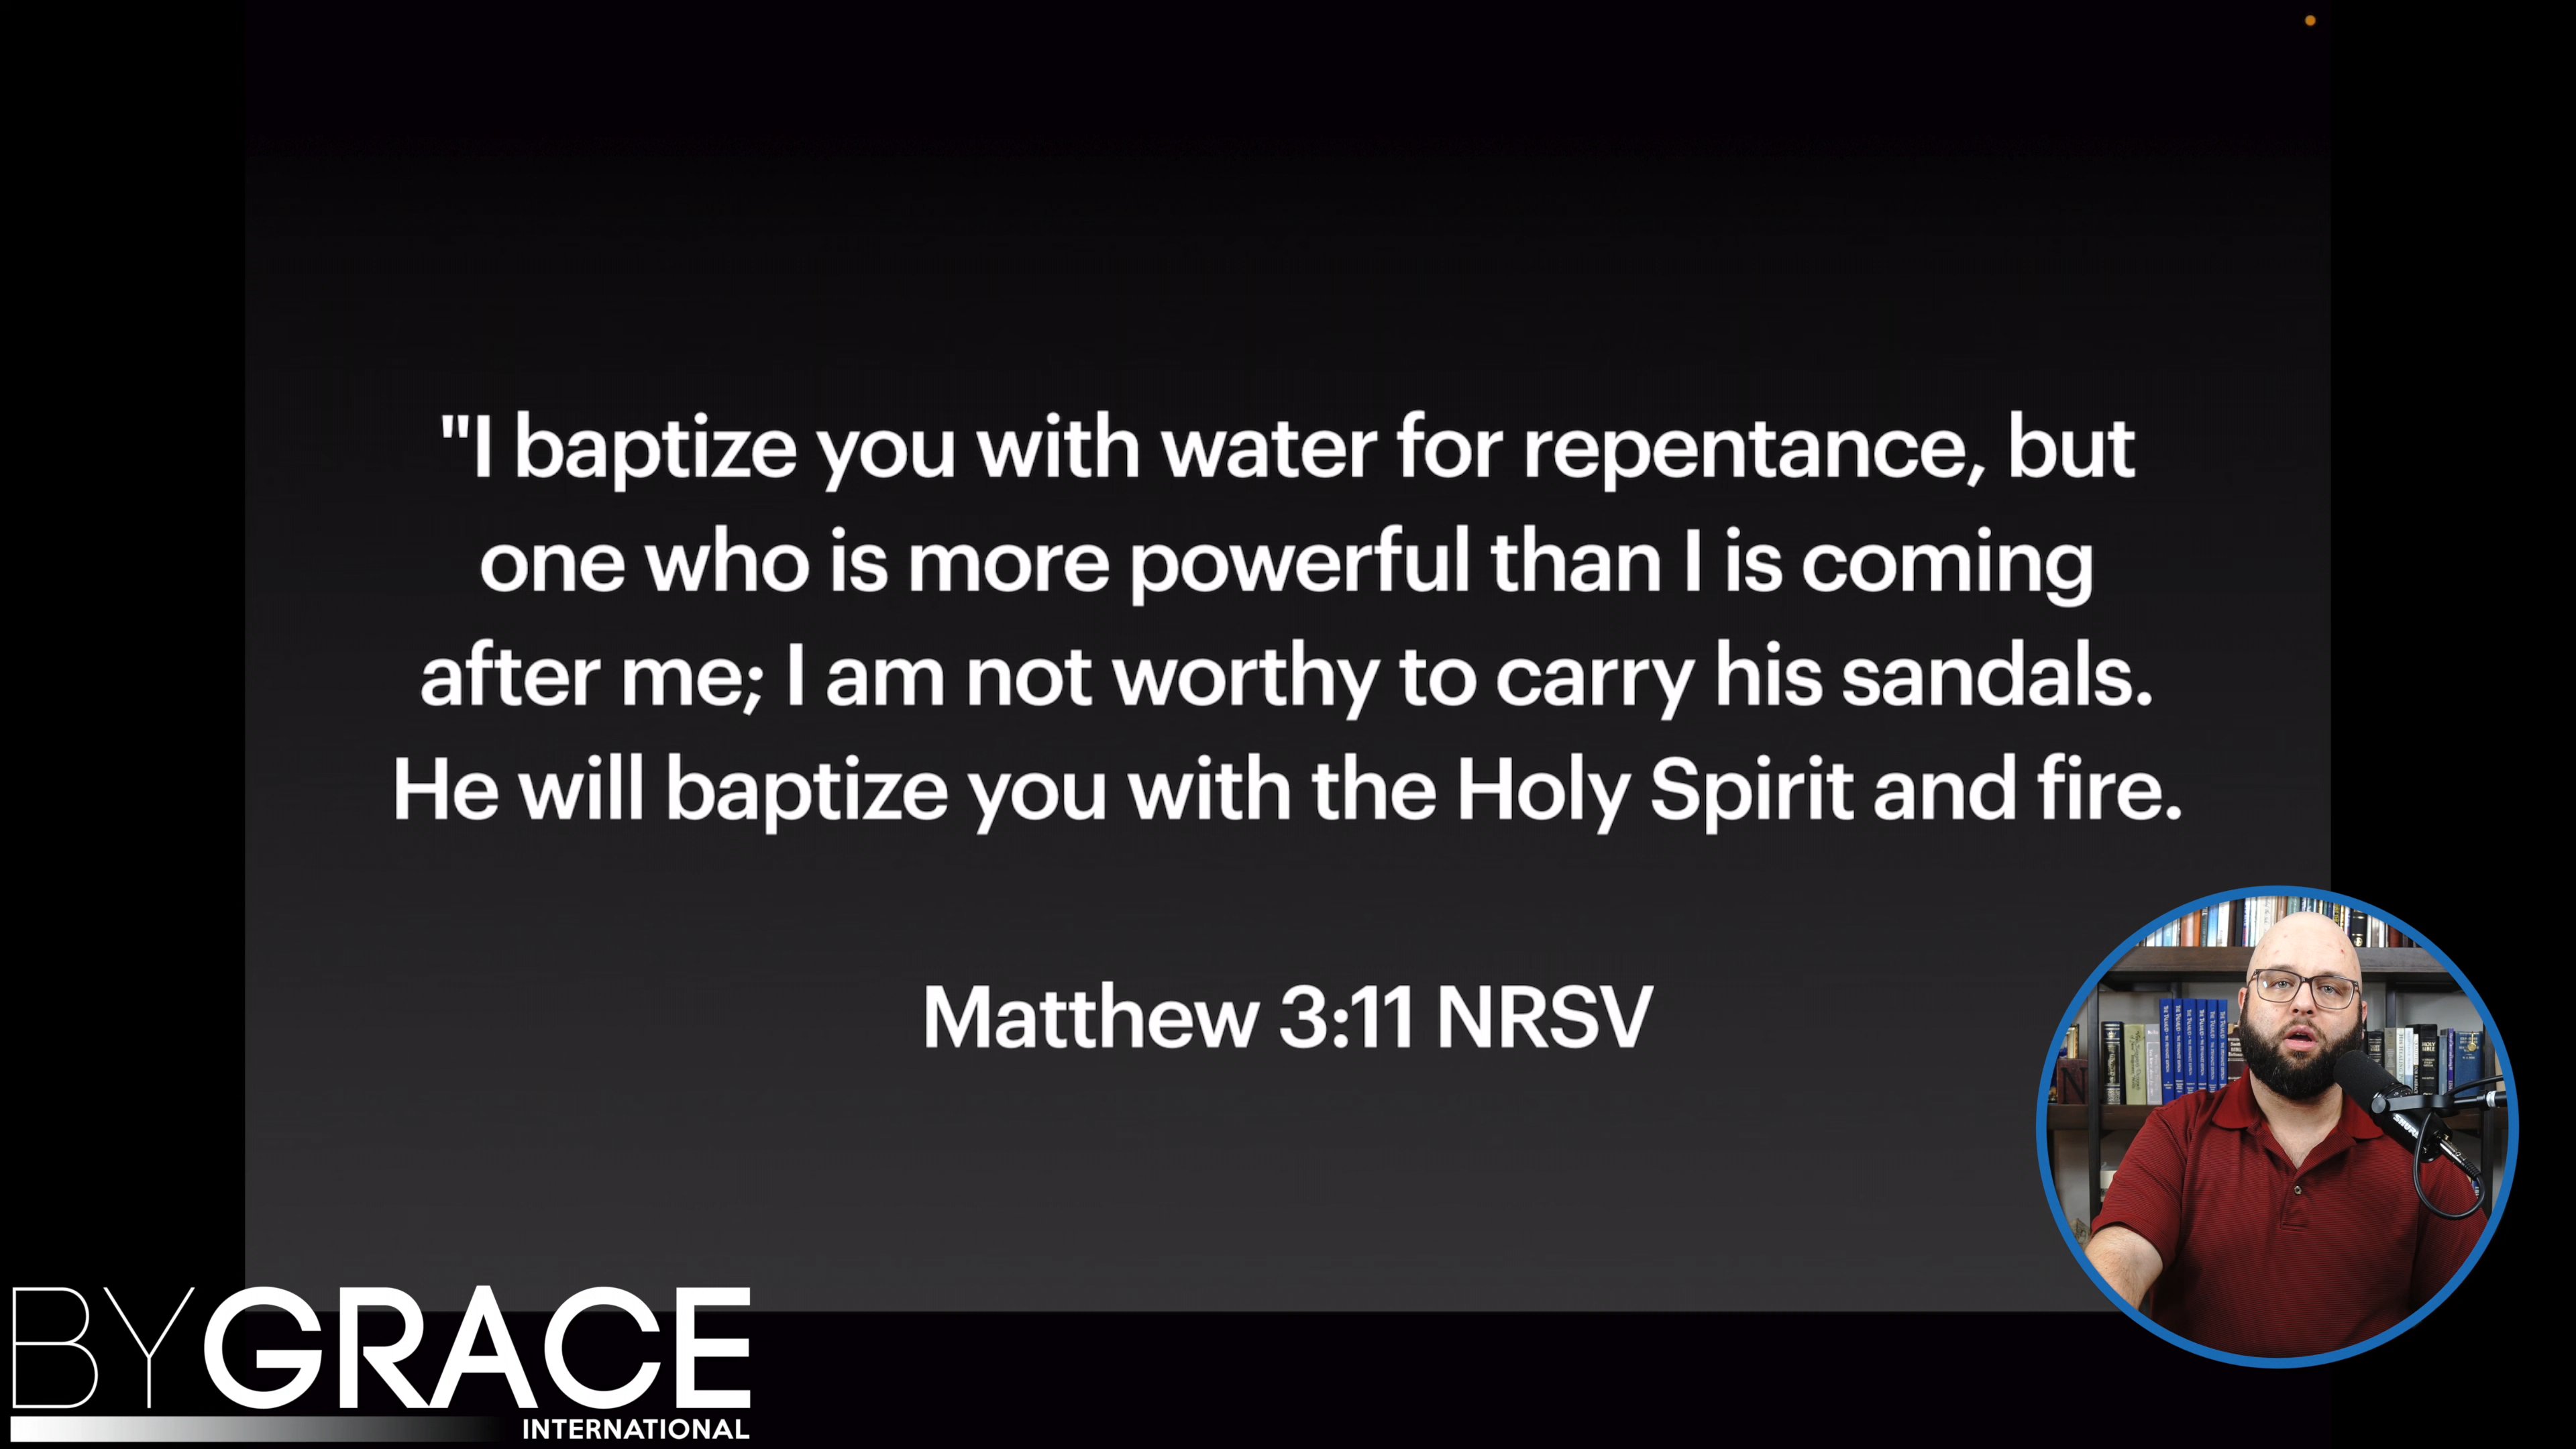 "I baptize you with water for repentance, but
one who is more powerful than I is coming
after me; I am not worthy to carry his sandals.
He will baptize you with the Holy Spirit and fire.
Matthew 3:11 NRSV
BYGRACE
INTERNATIONAL
SHURE